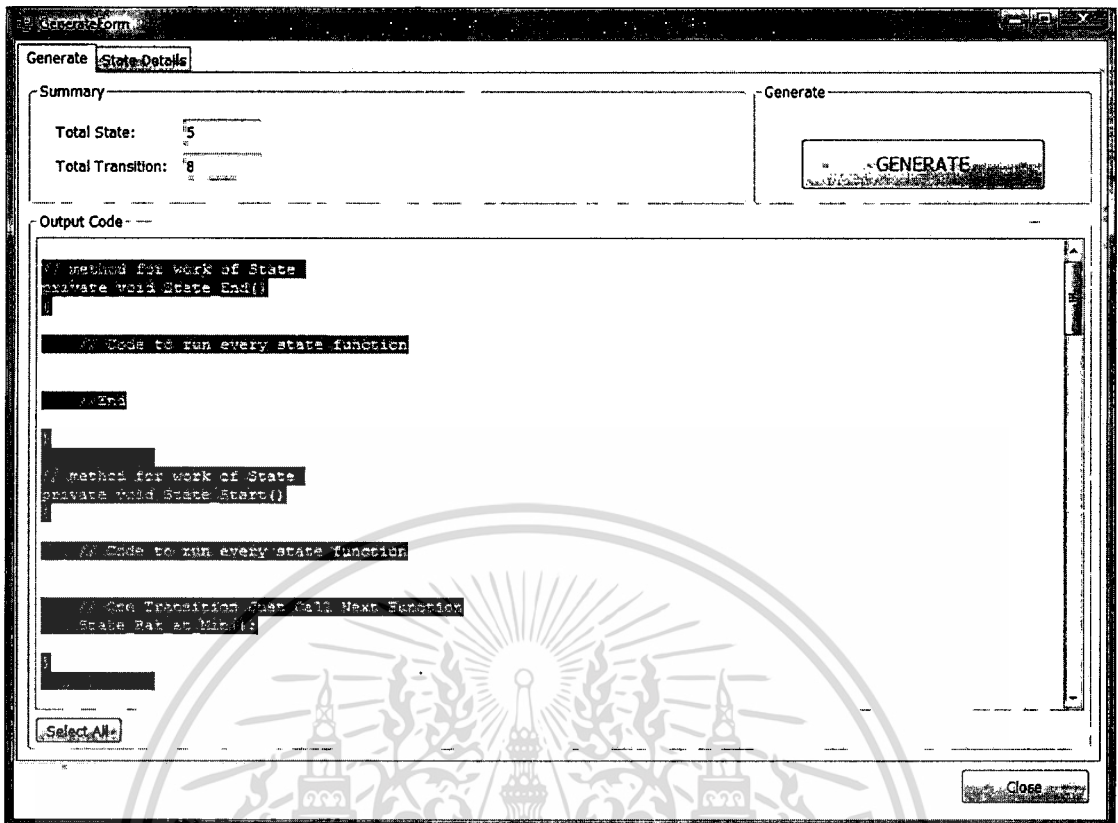 GenerateForm
Generate State Details
Summary
Total State: 5
Total Transition: 8
Generate
GENERATE
Output Code
// method for work of State
private void State_End()
{
// Code to run every state function
//End
}
// method for work of State
private void State_Start()
{
// Code to run every state function
// One Transition Call Next Function
}
Select All
Close